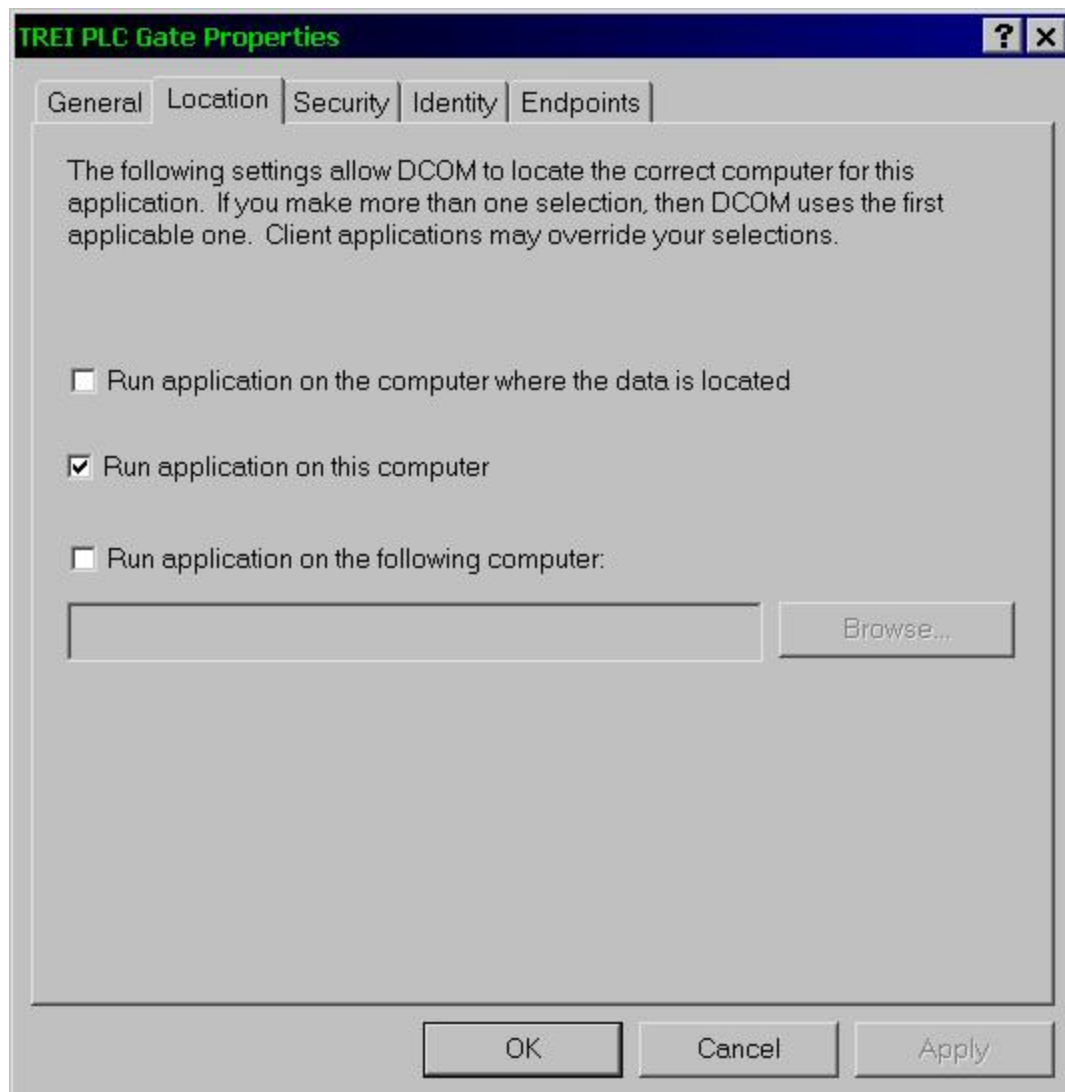 TREI PLC Gate Properties
General Location Security Identity Endpoints
The following settings allow DCOM to locate the correct computer for this
application. If you make more than one selection, then DCOM uses the first
applicable one. Client applications may override your selections.
Run application on the computer where the data is located
Run application on this computer
Run application on the following computer:
Browse...
OK Cancel Apply